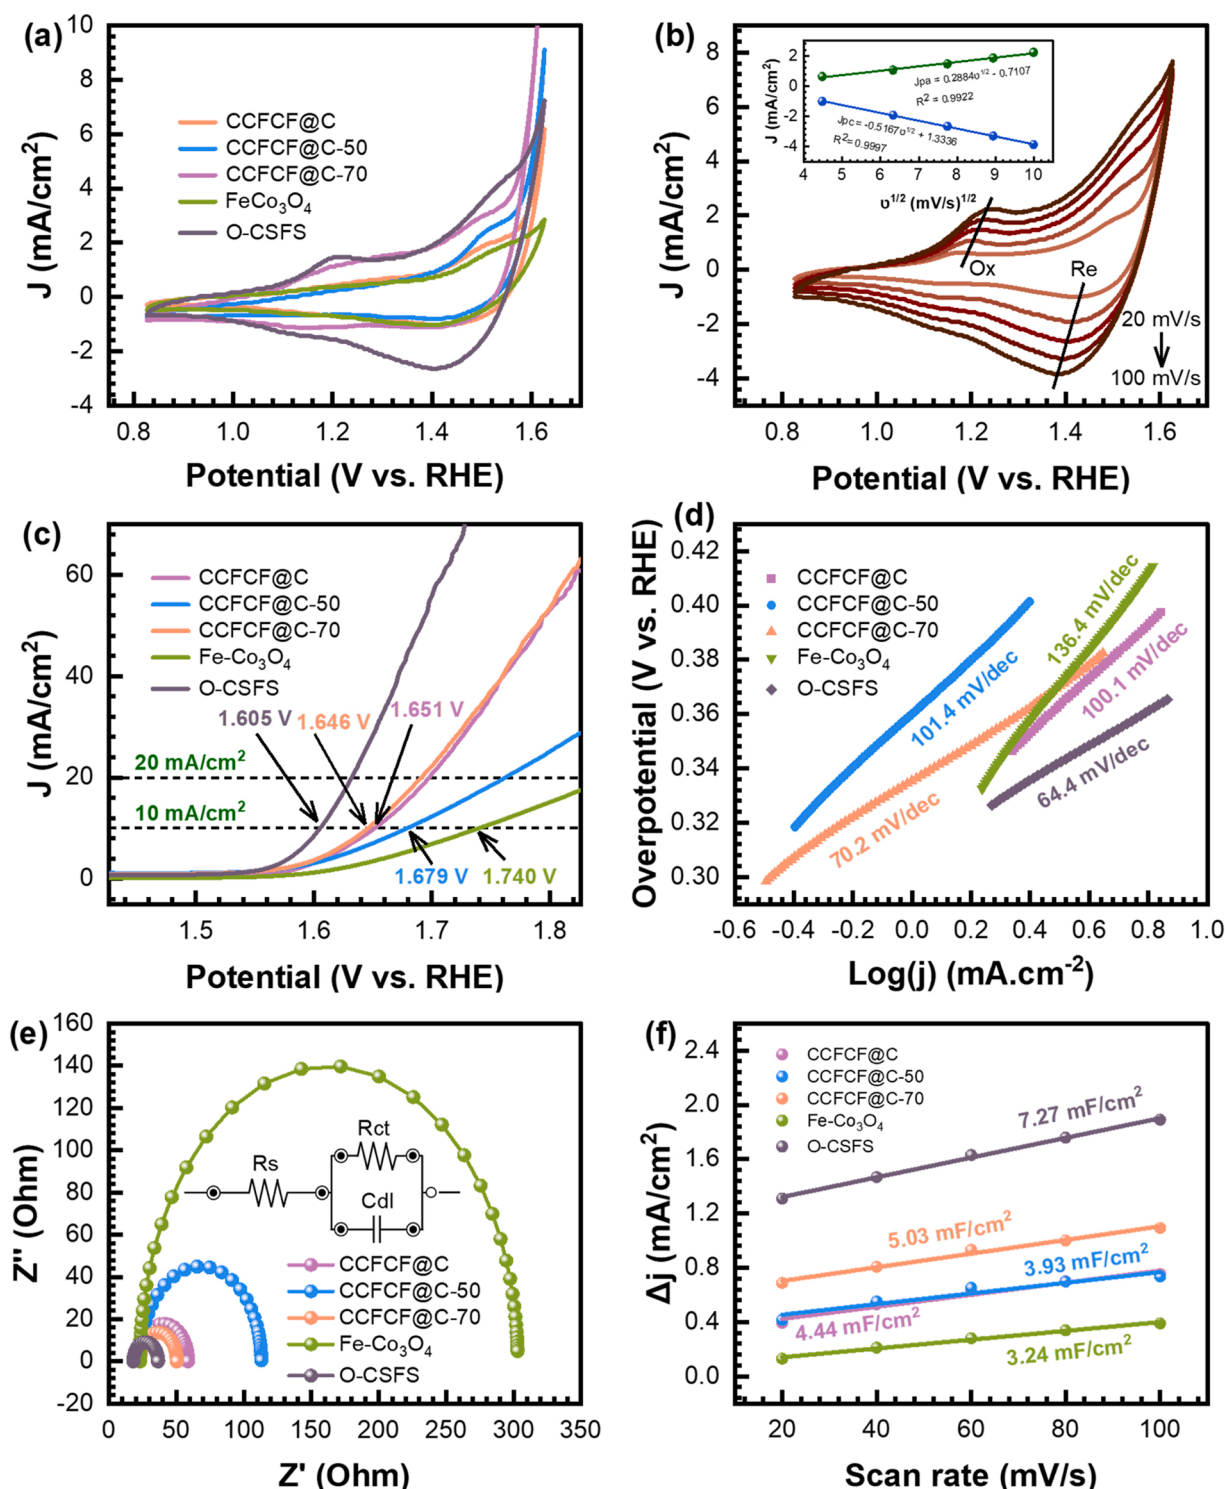 (a)
10
8
6
4
2
0
-2
-4
J (mA/cm²)
CCFCF@C
CCFCF@C-50
CCFCF@C-70
FeCo₃O₄
O-CSFS
0.8 1.0 1.2 1.4 1.6
Potential (V vs. RHE)
(b)
8
6
4
2
0
-2
-4
J (mA/cm²)
2
0
-2
-4
J (mA/cm²)
Jpa = 0.2884υ¹/² - 0.7107
R² = 0.9922
Jpc = -0.5167υ¹/² + 1.3336
R²=0.9997
4 5 6 7 8 9 10
υ¹/² (mV/s)¹/²
Ox
Re
20 mV/s
100 mV/s
0.8 1.0 1.2 1.4 1.6
Potential (V vs. RHE)
(c)
60
40
20
0
J (mA/cm²)
CCFCF@C
CCFCF@C-50
CCFCF@C-70
Fe-Co₃O₄
O-CSFS
1.605 V
1.646 V
1.651 V
20 mA/cm²
10 mA/cm²
1.679 V
1.740 V
1.5 1.6 1.7 1.8
Potential (V vs. RHE)
(d)
0.42
0.40
0.38
0.36
0.34
0.32
0.30
Overpotential (V vs. RHE)
CCFCF@C
CCFCF@C-50
CCFCF@C-70
Fe-Co₃O₄
O-CSFS
136.4 mV/dec
101.4 mV/dec
100.1 mV/dec
70.2 mV/dec
64.4 mV/dec
-0.6 -0.4 -0.2 0.0 0.2 0.4 0.6 0.8 1.0
Log(j) (mA.cm⁻²)
(e)
160
140
120
100
80
60
40
20
0
-20
Z'' (Ohm)
Rs
Rct
Cdl
CCFCF@C
CCFCF@C-50
CCFCF@C-70
Fe-Co₃O₄
O-CSFS
0 50 100 150 200 250 300 350
Z' (Ohm)
(f)
2.4
2.0
1.6
1.2
0.8
0.4
0.0
Δj (mA/cm²)
CCFCF@C
CCFCF@C-50
CCFCF@C-70
Fe-Co₃O₄
O-CSFS
7.27 mF/cm²
5.03 mF/cm²
3.93 mF/cm²
4.44 mF/cm²
3.24 mF/cm²
20 40 60 80 100
Scan rate (mV/s)